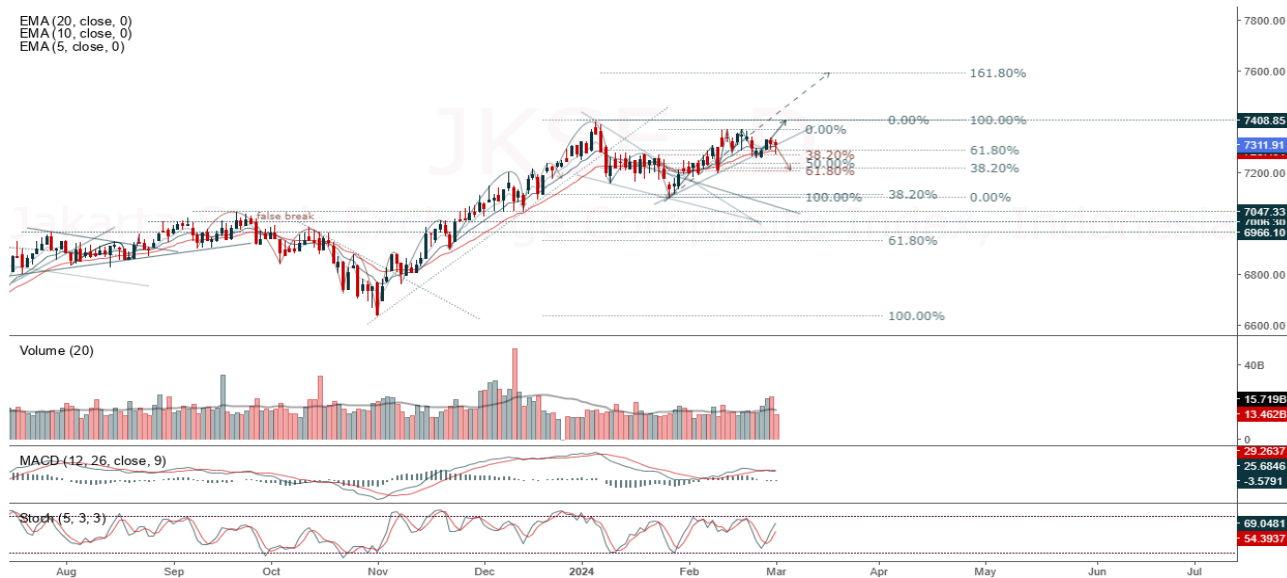 EMA (20, close, 0)
EMA (10, close, 0)
EMA (5, close, 0)
7800.00
7600.00
161.80%
JKSE, D
0.00%
0.00%
100.00%
7408.85
7311.91
38.20%
50.00%
61.80%
61.80%
38.20%
7200.00
100.00%
38.20%
0.00%
7047.33
7006.30
6966.10
false break
61.80%
6800.00
100.00%
6600.00
Volume (20)
40B
15.719B
13.462B
0
MACD (12, 26, close, 9)
29.2637
25.6846
-3.5791
Stoch (5, 3, 3)
69.0481
54.3937
Aug
Sep
Oct
Nov
Dec
2024
Feb
Mar
Apr
May
Jun
Jul